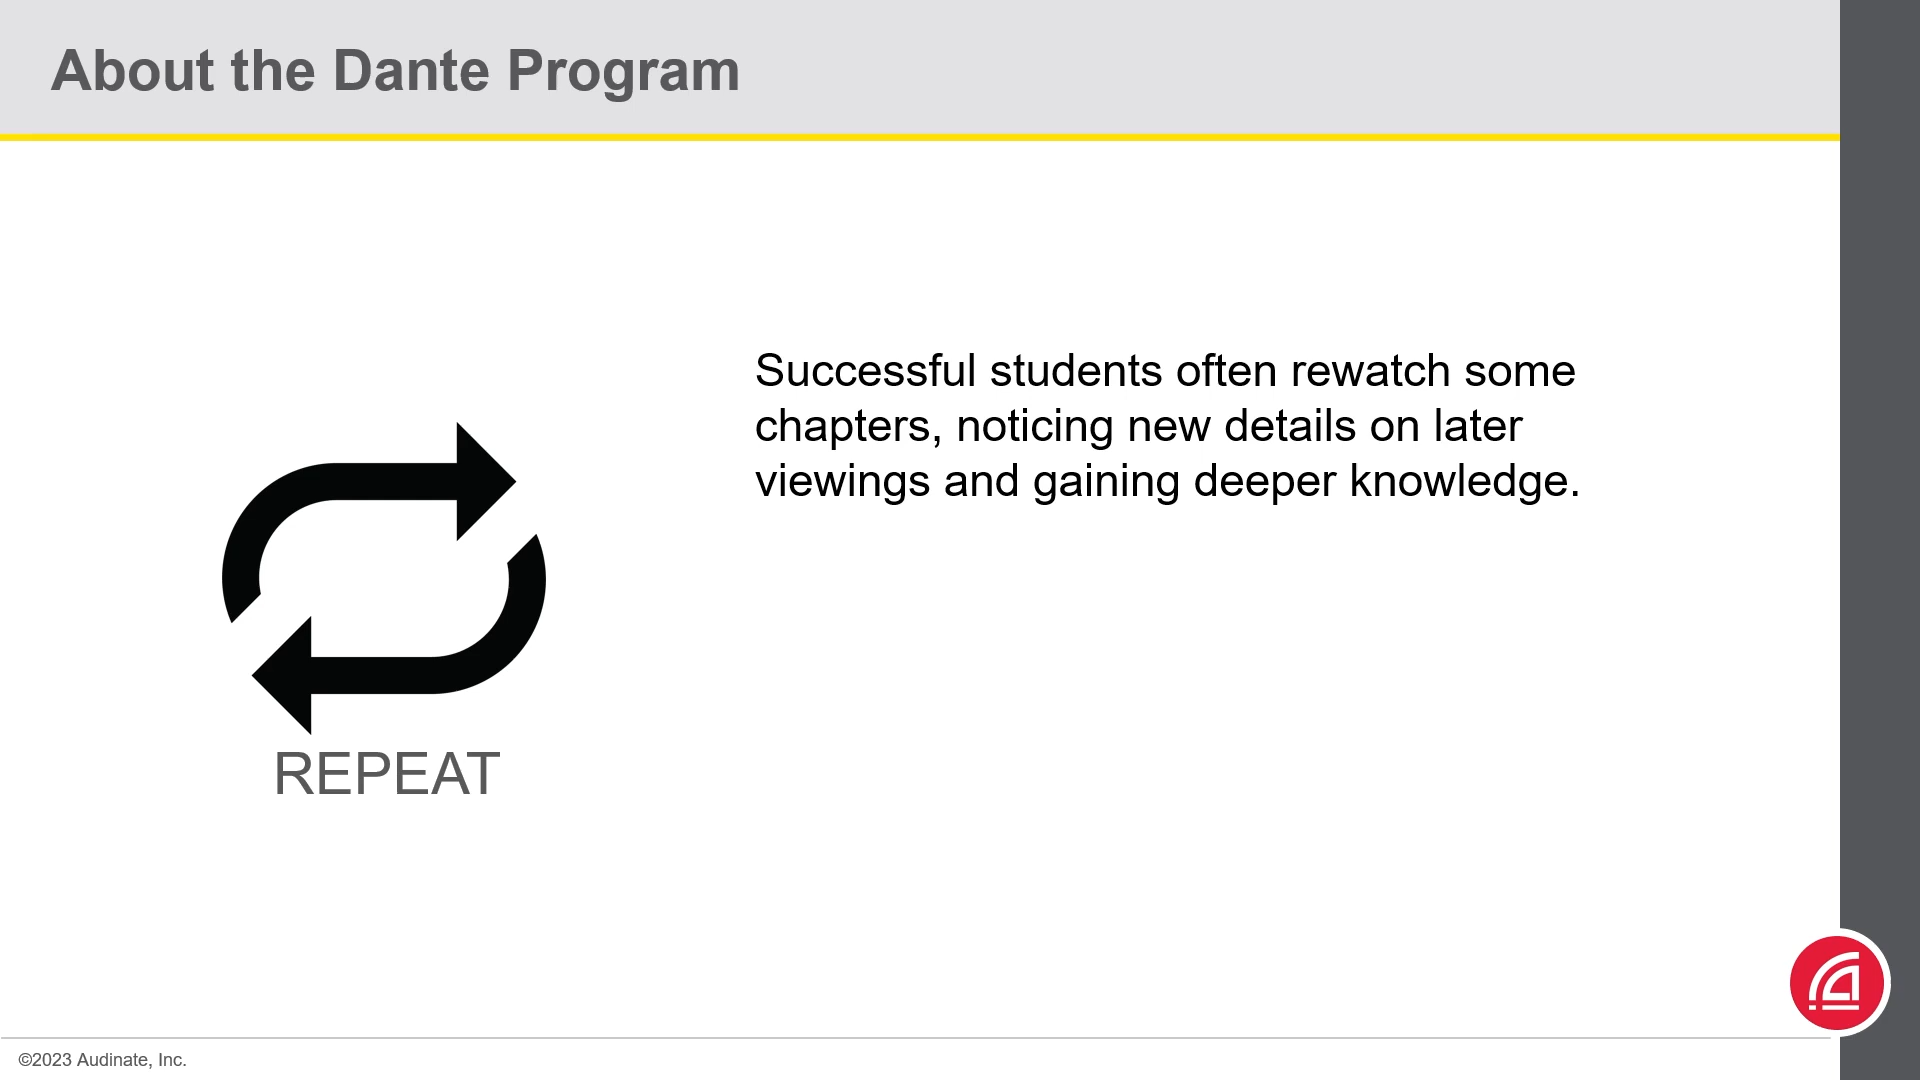 About the Dante Program
Successful students often rewatch some
chapters, noticing new details on later
viewings and gaining deeper knowledge.
REPEAT
©2023 Audinate, Inc.